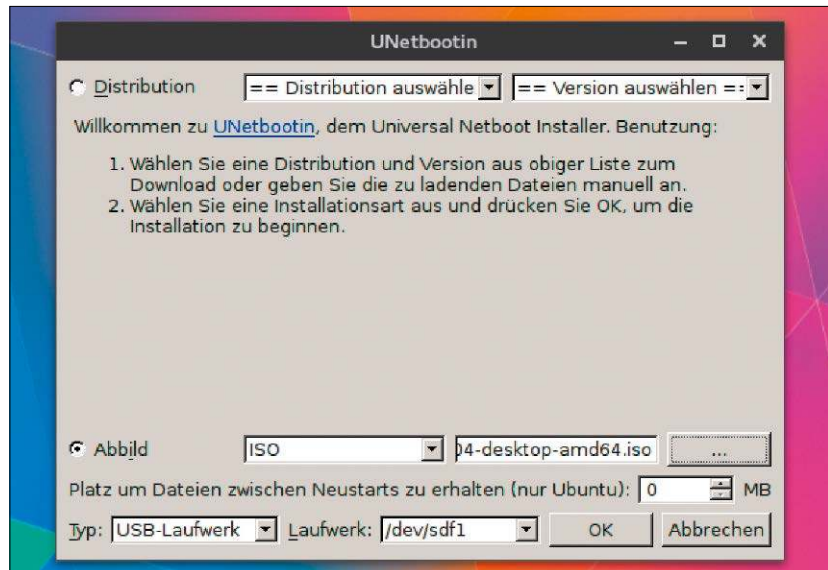 UNetbootin
Distribution == Distribution auswähle == Version auswählen ==
Willkommen zu UNetbootin, dem Universal Netboot Installer. Benutzung:
1. Wählen Sie eine Distribution und Version aus obiger Liste zum
Download oder geben Sie die zu ladenden Dateien manuell an.
2. Wählen Sie eine Installationsart aus und drücken Sie OK, um die
Installation zu beginnen.
Abbild ISO 04-desktop-amd64.iso ...
Platz um Dateien zwischen Neustarts zu erhalten (nur Ubuntu): 0 MB
Typ: USB-Laufwerk Laufwerk: /dev/sdf1 OK Abbrechen